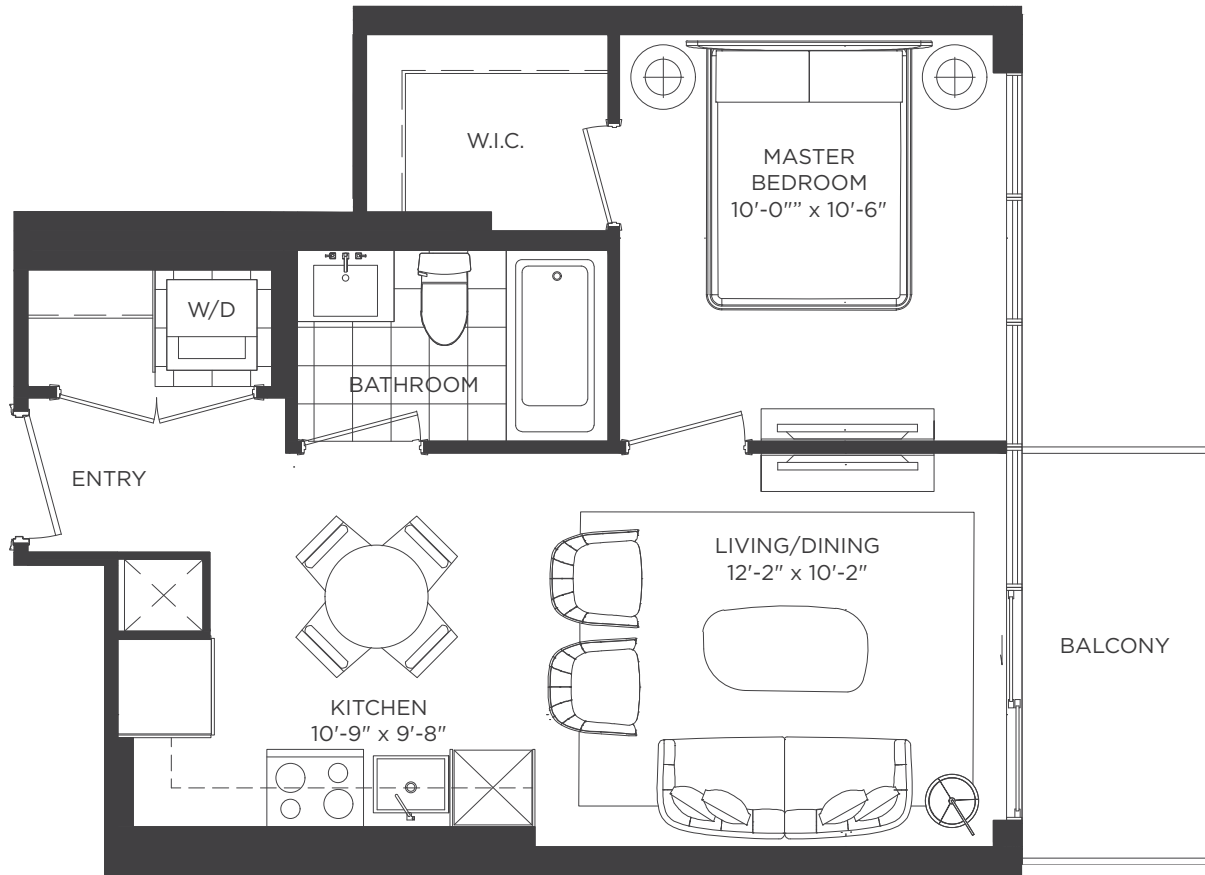 W.I.C.
MASTER
BEDROOM
10'-0"” x 10'-6"
W/D
BATHROOM
ENTRY
LIVING/DINING
12'-2" x 10'-2"
BALCONY
KITCHEN
10'-9" x 9'-8"